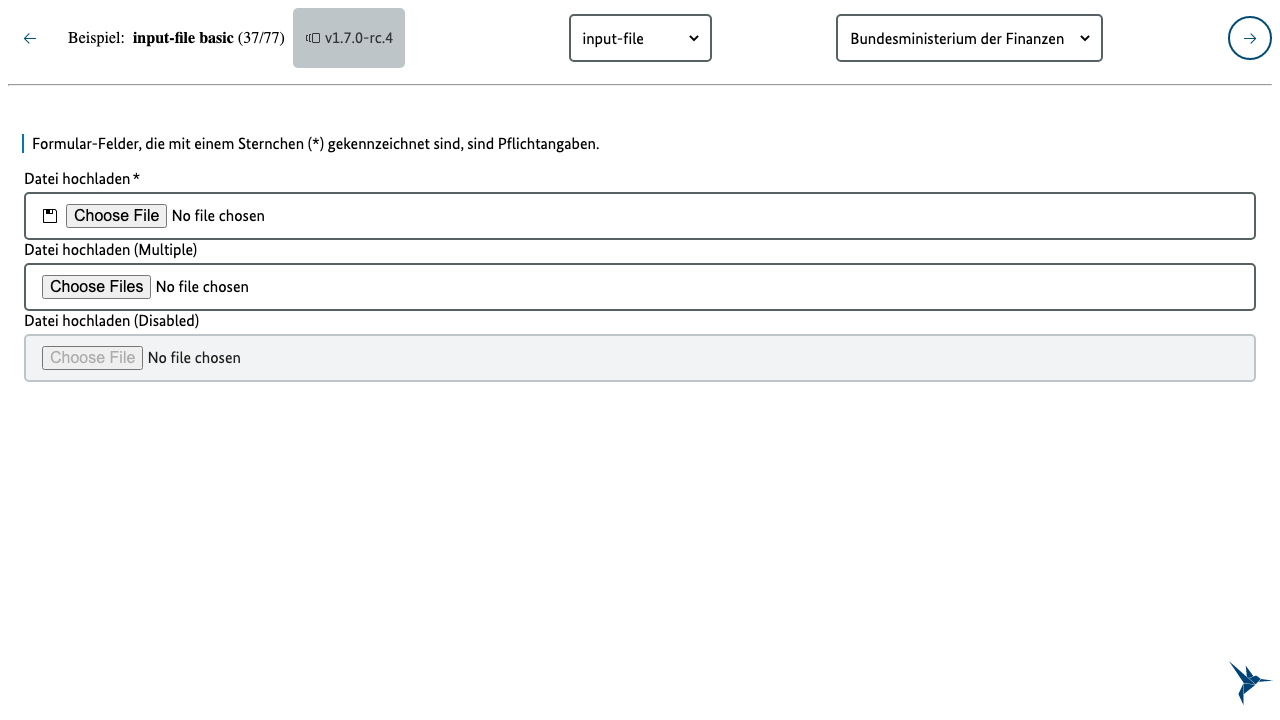 Beispiel: input-file basic (37/77) v1.7.0-rc.4 input-file Bundesministerium der Finanzen
Formular-Felder, die mit einem Sternchen (*) gekennzeichnet sind, sind Pflichtangaben.
Datei hochladen*
Choose File No file chosen
Datei hochladen (Multiple)
Choose Files No file chosen
Datei hochladen (Disabled)
Choose File No file chosen